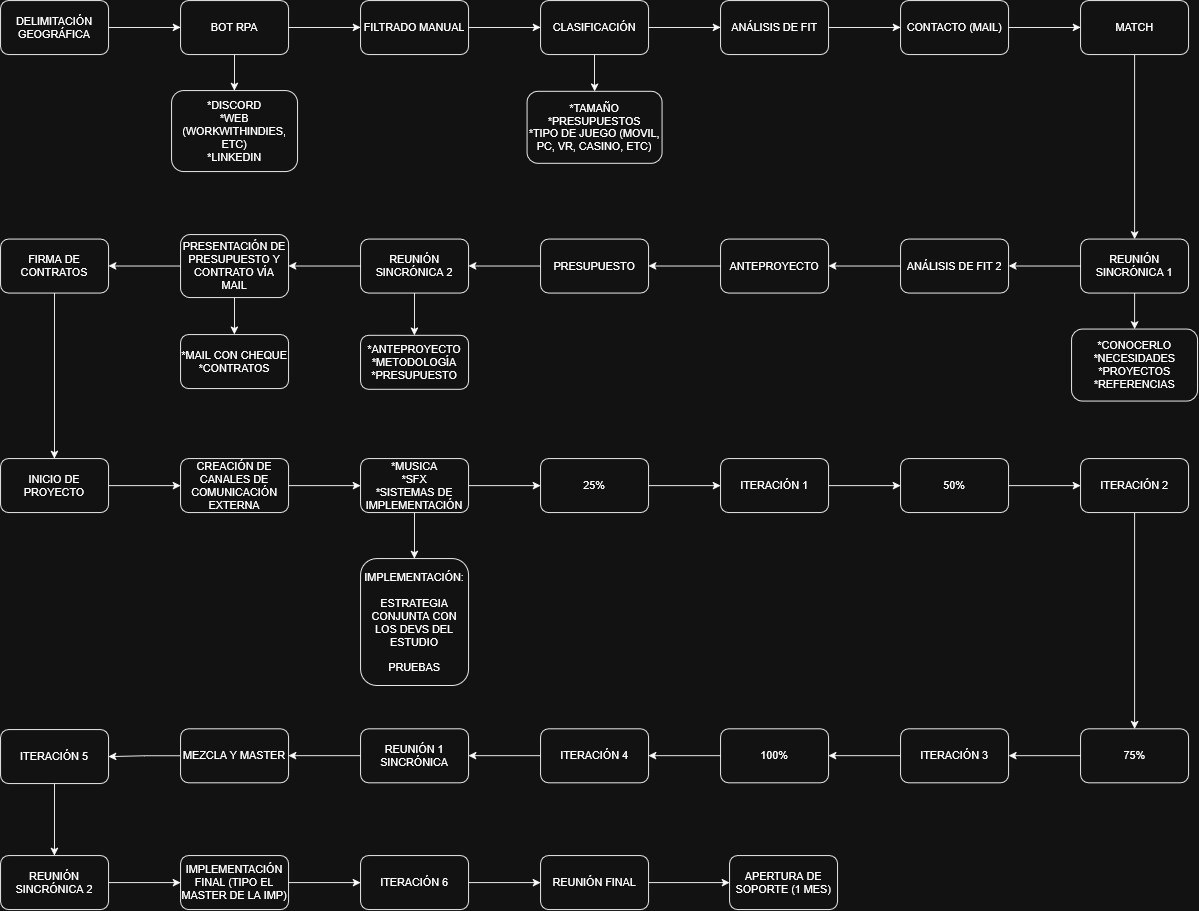 DELIMITACIÓN
GEOGRÁFICA
BOT RPA
FILTRADO MANUAL
CLASIFICACIÓN
ANÁLISIS DE FIT
CONTACTO (MAIL)
MATCH
*DISCORD
*WEB
(WORKWITHINDIES,
ETC)
*LINKEDIN
*TAMAÑO
*PRESUPUESTOS
*TIPO DE JUEGO (MOVIL,
PC, VR, CASINO, ETC)
FIRMA DE
CONTRATOS
PRESENTACIÓN DE
PRESUPUESTO Y
CONTRATO VÍA
MAIL
REUNIÓN
SINCRÓNICA 2
PRESUPUESTO
ANTEPROYECTO
ANÁLISIS DE FIT 2
REUNIÓN
SINCRÓNICA 1
*MAIL CON CHEQUE
*CONTRATOS
*ANTEPROYECTO
*METODOLOGÍA
*PRESUPUESTO
*CONOCERLO
*NECESIDADES
*PROYECTOS
*REFERENCIAS
INICIO DE
PROYECTO
CREACIÓN DE
CANALES DE
COMUNICACIÓN
EXTERNA
*MUSICA
*SFX
*SISTEMAS DE
IMPLEMENTACIÓN
25%
ITERACIÓN 1
50%
ITERACIÓN 2
IMPLEMENTACIÓN:
ESTRATEGIA
CONJUNTA CON
LOS DEVS DEL
ESTUDIO
PRUEBAS
ITERACIÓN 5
MEZCLA Y MASTER
REUNIÓN 1
SINCRÓNICA
ITERACIÓN 4
100%
ITERACIÓN 3
75%
REUNIÓN
SINCRÓNICA 2
IMPLEMENTACIÓN
FINAL (TIPO EL
MASTER DE LA IMP)
ITERACIÓN 6
REUNIÓN FINAL
APERTURA DE
SOPORTE (1 MES)